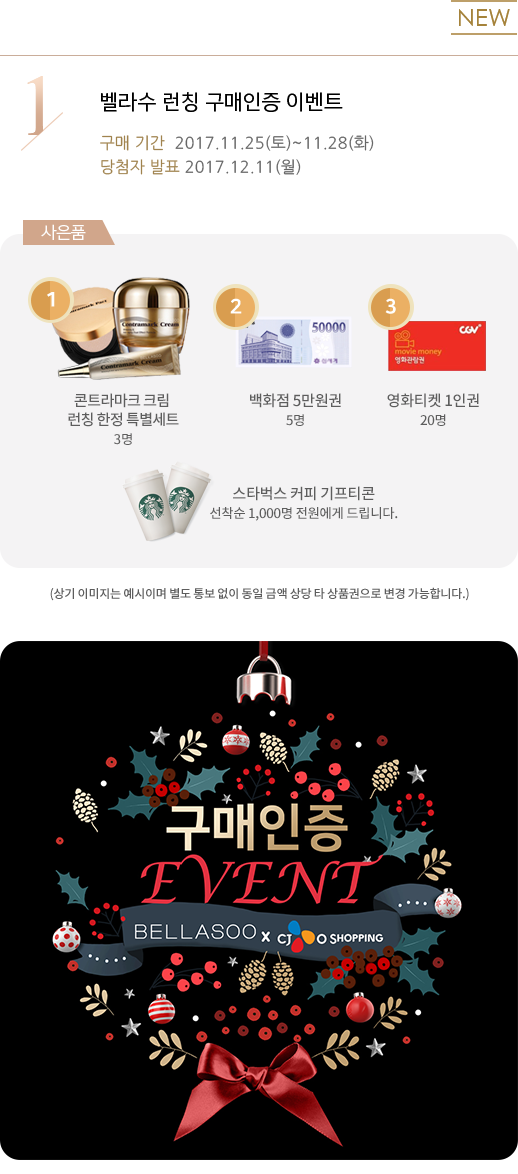 NEW
1
벨라수 런칭 구매인증 이벤트
구매 기간 2017.11.25(토)~11.28(화)
당첨자 발표 2017.12.11(월)
사은품
1
2
3
Contramark Cream
Contramark Cream
50000
CGV
movie money
영화관람권
콘트라마크 크림
런칭 한정 특별세트
3명
백화점 5만원권
5명
영화티켓 1인권
20명
스타벅스 커피 기프티콘
선착순 1,000명 전원에게 드립니다.
(상기 이미지는 예시이며 별도 통보 없이 동일 금액 상당 타 상품권으로 변경 가능합니다.)
구매인증
EVENT
BELLASOO x CJ O SHOPPING